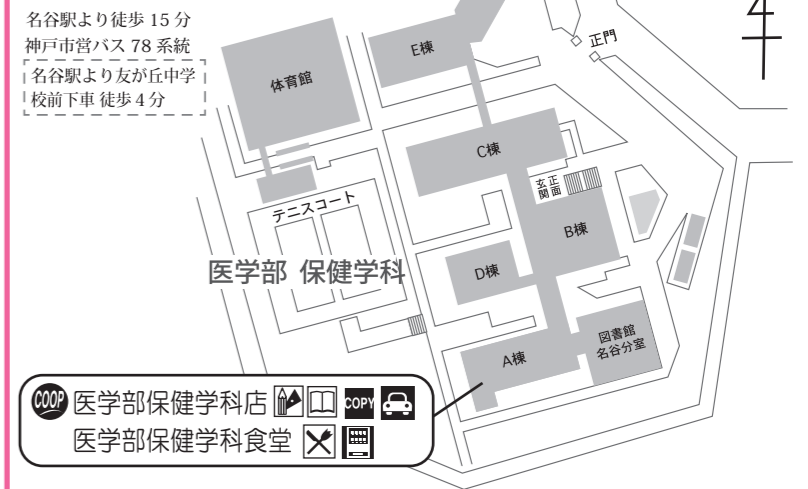 名谷駅より徒歩 15 分
神戸市営バス 78 系統
名谷駅より友が丘中学
校前下車 徒歩 4 分
体育館
E棟
正門
C棟
正面
玄関
テニスコート
B棟
医学部 保健学科
D棟
図書館
名谷分室
A棟
COOP 医学部保健学科店 COPY
医学部保健学科食堂